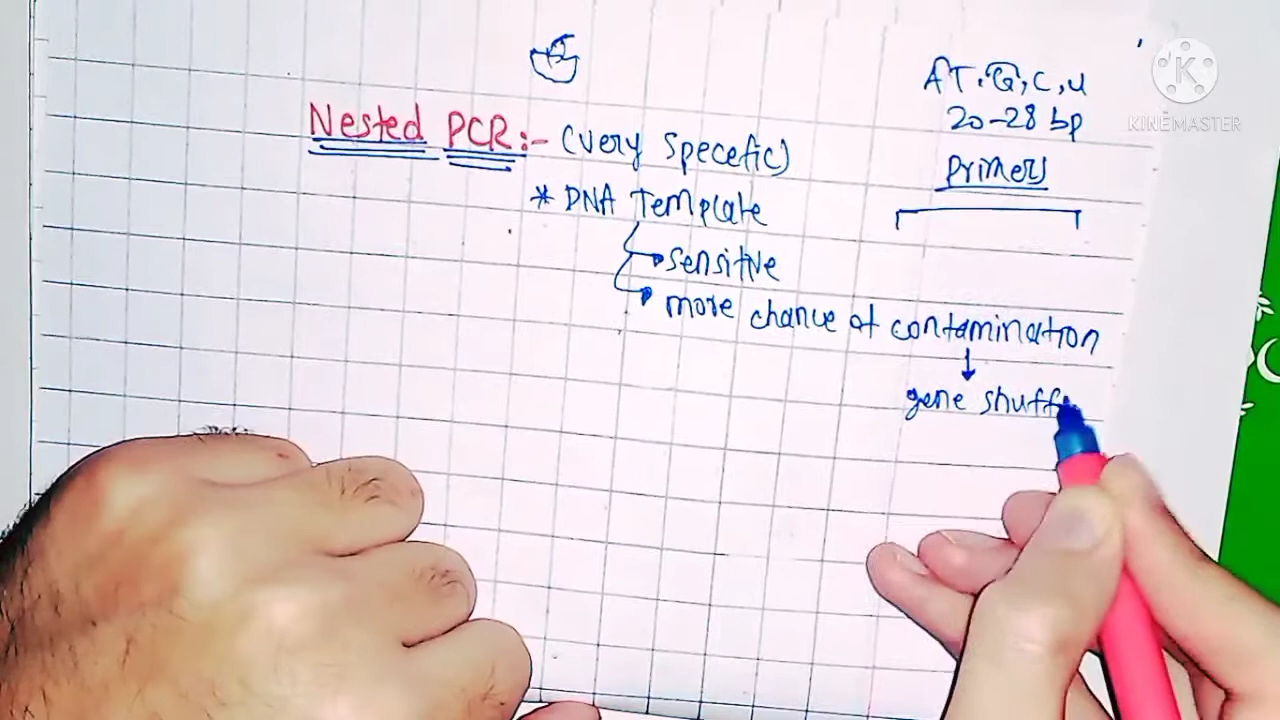 AT, G, C, U
20-28 bp
KINEMASTER
Nested PCR:- (very specefic)
Primers
* DNA Template
sensitive
more chance of contamination
gene shuff